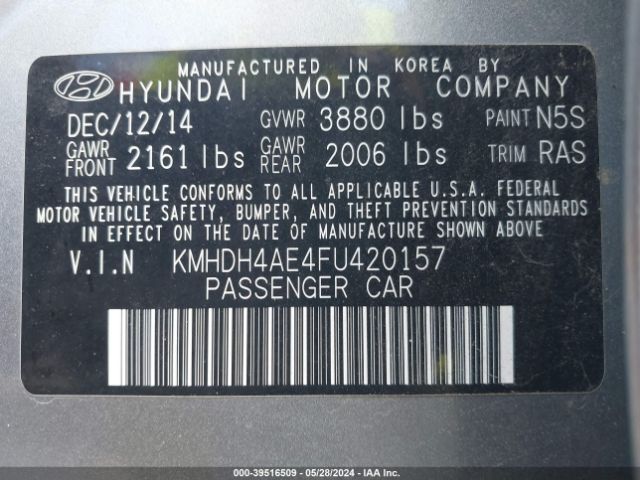 MANUFACTURED IN KOREA BY
HYUNDAI MOTOR COMPANY
DEC/12/14 GVWR 3880 lbs PAINT N5S
GAWR FRONT 2161 lbs GAWR REAR 2006 lbs TRIM RAS
THIS VEHICLE CONFORMS TO ALL APPLICABLE U.S.A. FEDERAL
MOTOR VEHICLE SAFETY, BUMPER, AND THEFT PREVENTION STANDARDS
IN EFFECT ON THE DATE OF MANUFACTURE SHOWN ABOVE.
V.I.N KMHDH4AE4FU420157
PASSENGER CAR
000-39516509 - 05/28/2024 - IAA Inc.